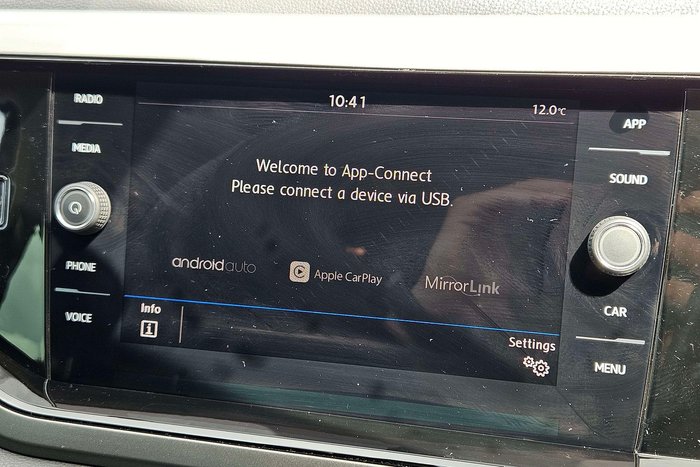 RADIO
MEDIA
PHONE
VOICE
10:41
12.0°C
Welcome to App-Connect
Please connect a device via USB.
androidauto
Apple CarPlay
MirrorLink
Info
i
Settings
APP
SOUND
CAR
MENU